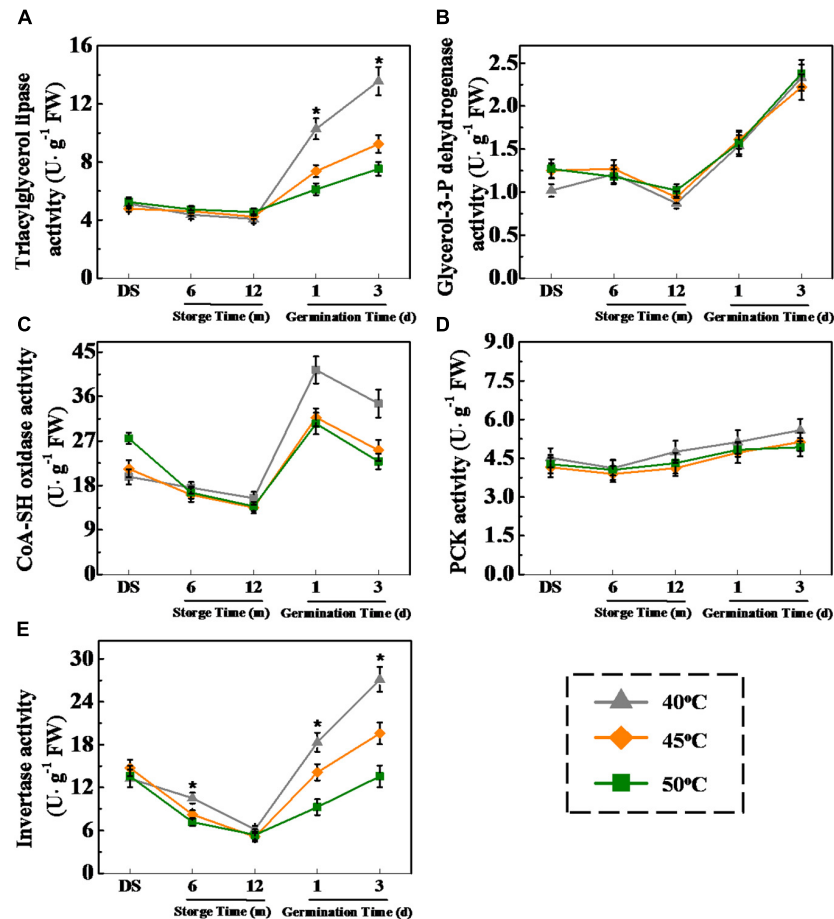 A
Triacylglycerol lipase
activity (U· g⁻¹ FW)
16
12
8
4
0
*
*
DS
6
12
1
3
Storge Time (m)
Germination Time (d)
B
Glycerol-3-P dehydrogenase
activity (U· g⁻¹ FW)
2.5
2.0
1.5
1.0
0.5
0.0
DS
6
12
1
3
Storge Time (m)
Germination Time (d)
C
CoA-SH oxidase activity
(U· g⁻¹ FW)
45
36
27
18
9
0
DS
6
12
1
3
Storge Time (m)
Germination Time (d)
D
PCK activity (U· g⁻¹ FW)
9.0
7.5
6.0
4.5
3.0
1.5
0.0
DS
6
12
1
3
Storge Time (m)
Germination Time (d)
E
Invertase activity
(U· g⁻¹ FW)
30
24
18
12
6
0
*
*
*
DS
6
12
1
3
Storge Time (m)
Germination Time (d)
40°C
45°C
50°C